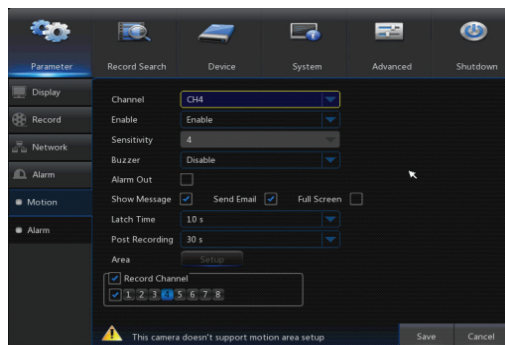 Parameter Record Search Device System Advanced Shutdown
Display
Record
Network
Alarm
Motion
Alarm
Channel CH4
Enable Enable
Sensitivity 4
Buzzer Disable
Alarm Out
Show Message Send Email Full Screen
Latch Time 10 s
Post Recording 30 s
Area Setup
Record Channel
1 2 3 4 5 6 7 8
This camera doesn't support motion area setup Save Cancel